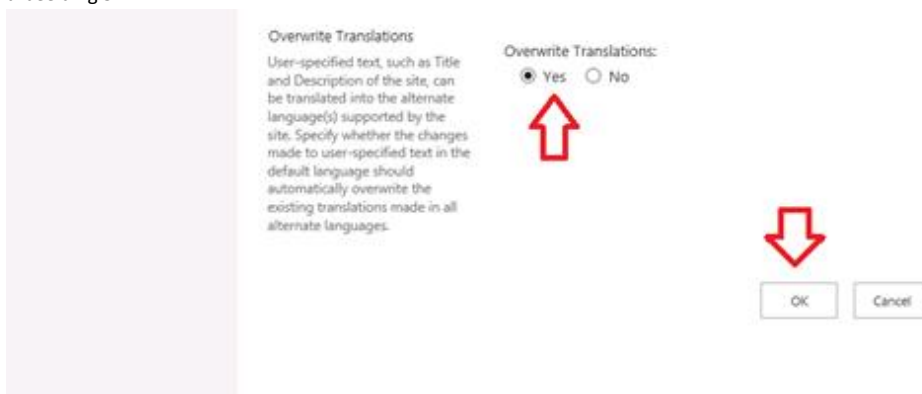 Overwrite Translations
User-specified text, such as Title
and Description of the site, can
be translated into the alternate
language(s) supported by the
site. Specify whether the changes
made to user-specified text in the
default language should
automatically overwrite the
existing translations made in all
alternate languages.
Overwrite Translations:
Yes No
OK Cancel